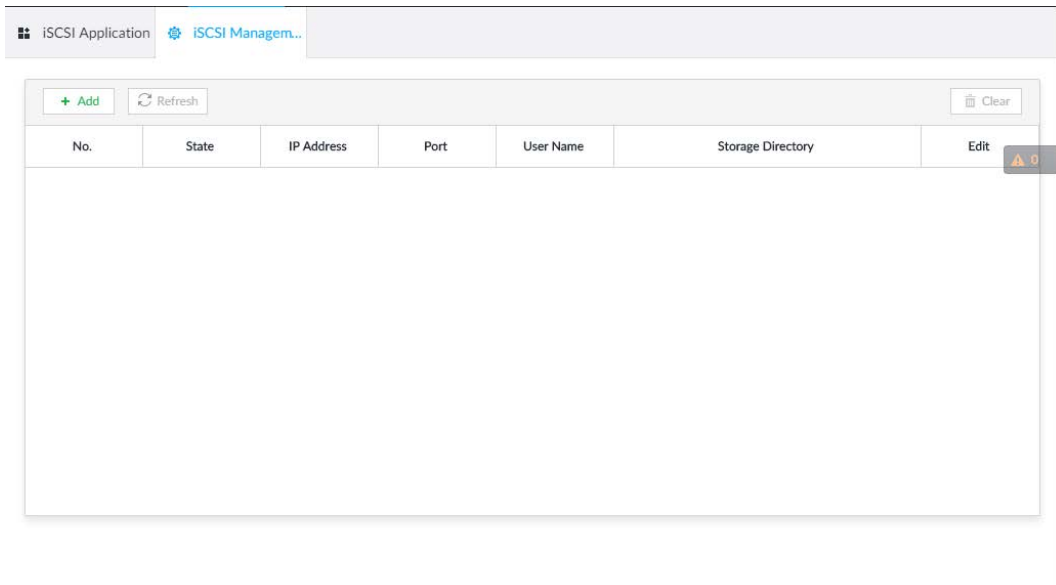 iSCSI Application iSCSI Managem...
+ Add Refresh Clear
No. State IP Address Port User Name Storage Directory Edit
0